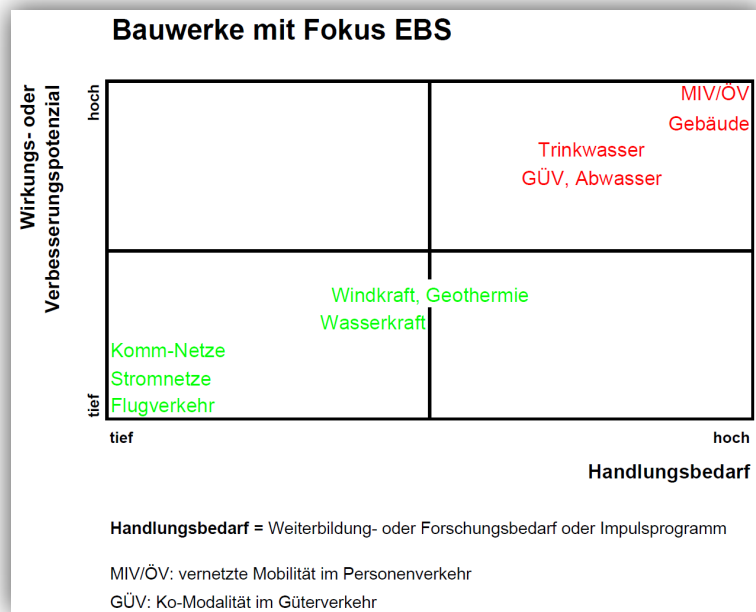 Bauwerke mit Fokus EBS
Wirkungs- oder
Verbesserungspotenzial
hoch
MIV/ÖV
Gebäude
Trinkwasser
GÜV, Abwasser
Windkraft, Geothermie
Wasserkraft
Komm-Netze
Stromnetze
Flugverkehr
tief
tief
hoch
Handlungsbedarf
Handlungsbedarf = Weiterbildung- oder Forschungsbedarf oder Impulsprogramm
MIV/ÖV: vernetzte Mobilität im Personenverkehr
GÜV: Ko-Modalität im Güterverkehr